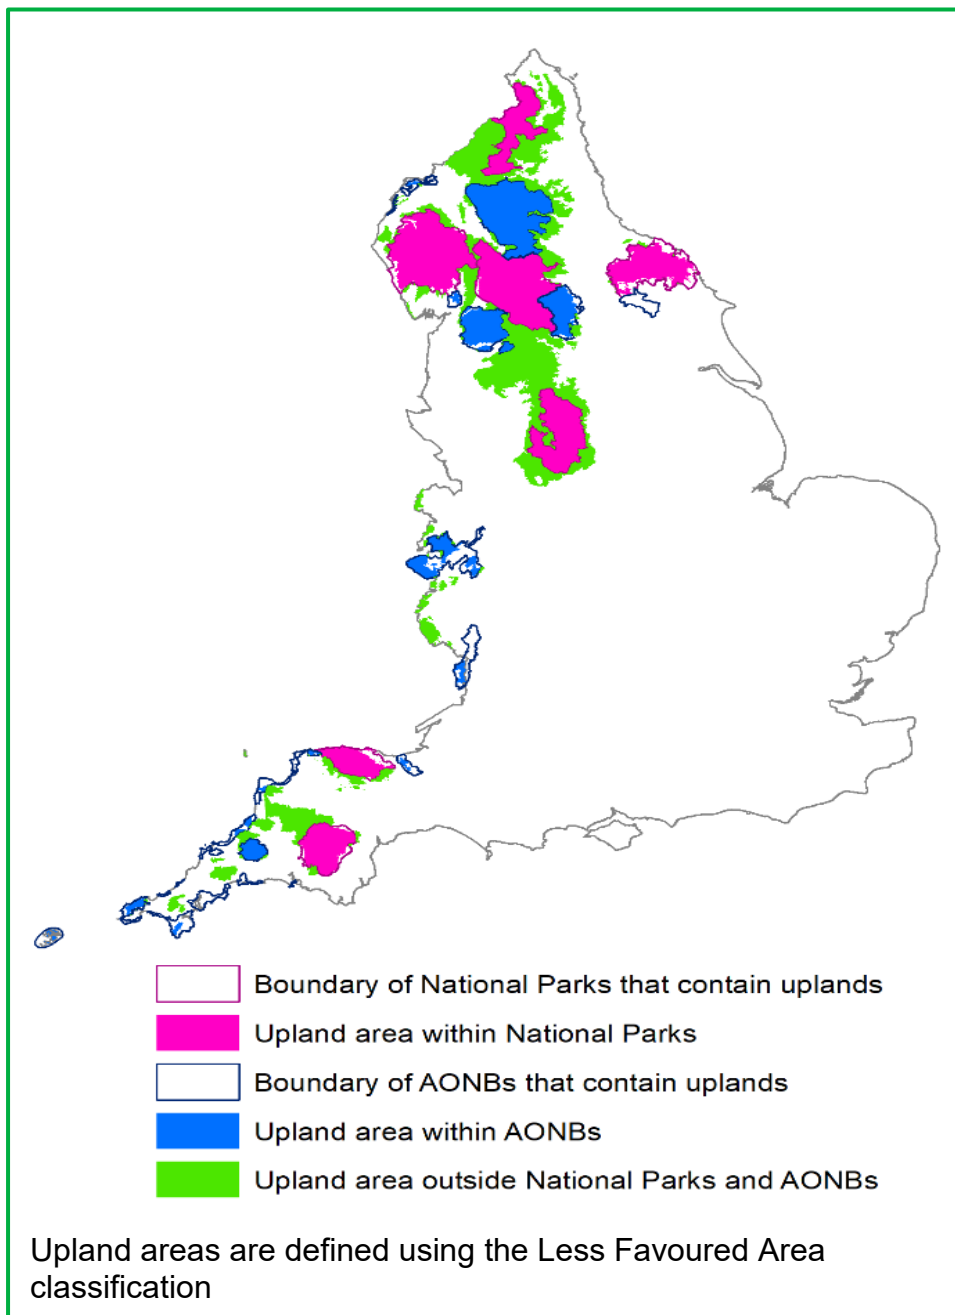 Boundary of National Parks that contain uplands
Upland area within National Parks
Boundary of AONBs that contain uplands
Upland area within AONBs
Upland area outside National Parks and AONBs
Upland areas are defined using the Less Favoured Area
classification